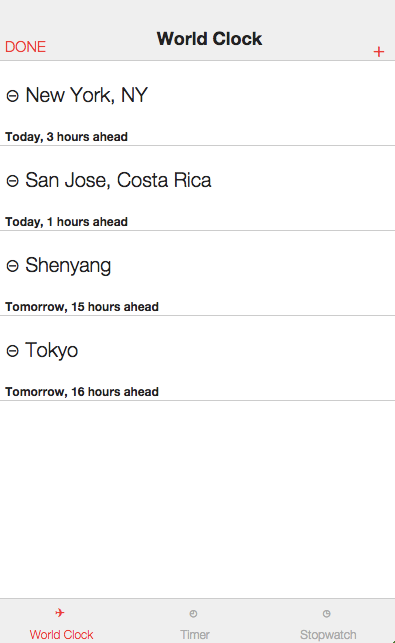 DONE
World Clock
+
⊖ New York, NY
Today, 3 hours ahead
⊖ San Jose, Costa Rica
Today, 1 hours ahead
⊖ Shenyang
Tomorrow, 15 hours ahead
⊖ Tokyo
Tomorrow, 16 hours ahead
World Clock
Timer
Stopwatch